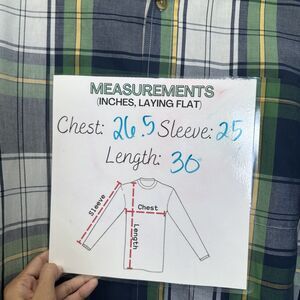 MEASUREMENTS
(INCHES, LAYING FLAT)
Chest: 26.5 Sleeve: 25
Length: 30
Sleeve
Chest
Length